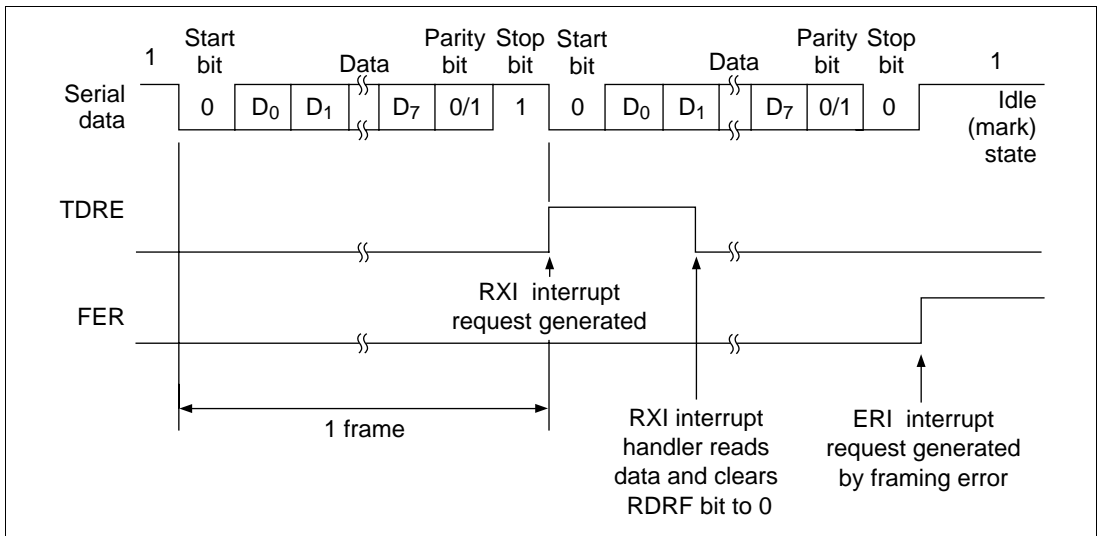 1
Start
bit
Data
Parity
bit
Stop
bit
Start
bit
Data
Parity
bit
Stop
bit
1
Serial
data
0 D0 D1 D7 0/1 1 0 D0 D1 D7 0/1 0
Idle
(mark)
state
TDRE
RXI interrupt
request generated
FER
1 frame
RXI interrupt
handler reads
data and clears
RDRF bit to 0
ERI interrupt
request generated
by framing error